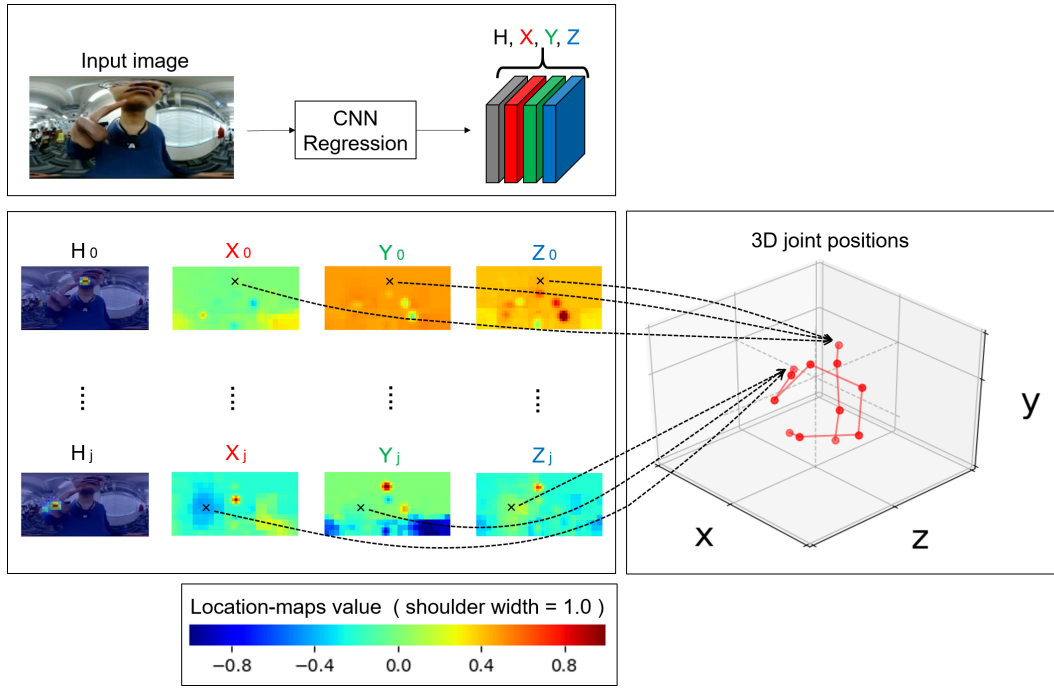 Input image
CNN
Regression
H, X, Y, Z
H 0
X 0
Y 0
Z 0
H j
X j
Y j
Z j
3D joint positions
y
x
z
Location-maps value ( shoulder width = 1.0 )
−0.8 −0.4 0.0 0.4 0.8